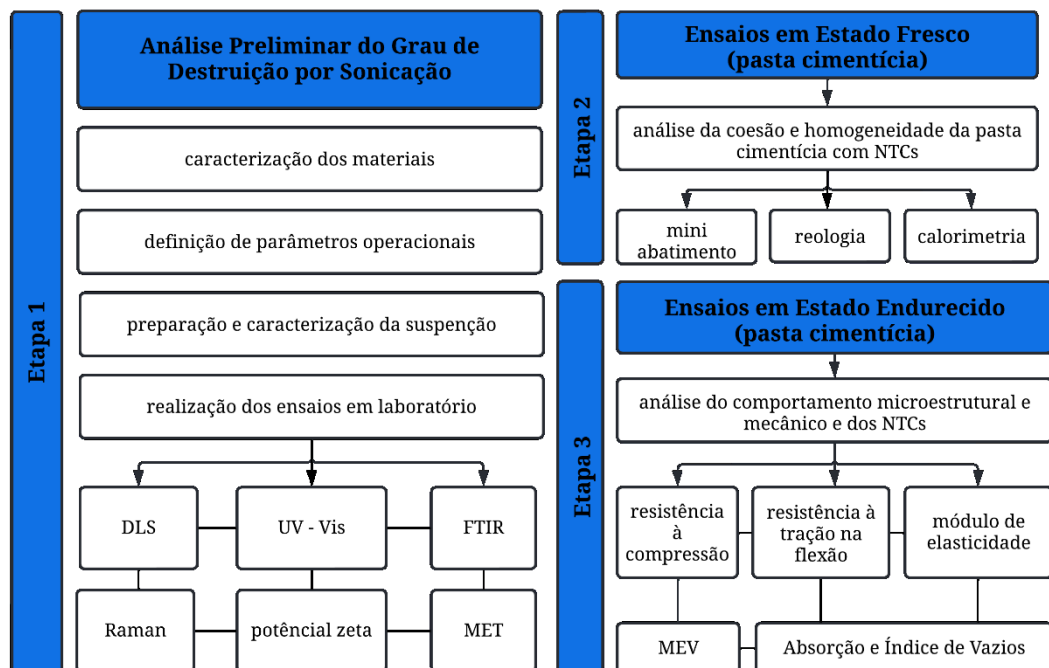 Etapa 1
Análise Preliminar do Grau de
Destruição por Sonicação
caracterização dos materiais
definição de parâmetros operacionais
preparação e caracterização da suspenção
realização dos ensaios em laboratório
DLS
UV - Vis
FTIR
Raman
potêncial zeta
MET
Etapa 2
Ensaios em Estado Fresco
(pasta cimentícia)
análise da coesão e homogeneidade da pasta
cimentícia com NTCs
mini
abatimento
reologia
calorimetria
Etapa 3
Ensaios em Estado Endurecido
(pasta cimentícia)
análise do comportamento microestrutural e
mecânico e dos NTCs
resistência
à
compressão
resistência à
tração na
flexão
módulo de
elasticidade
MEV
Absorção e Índice de Vazios